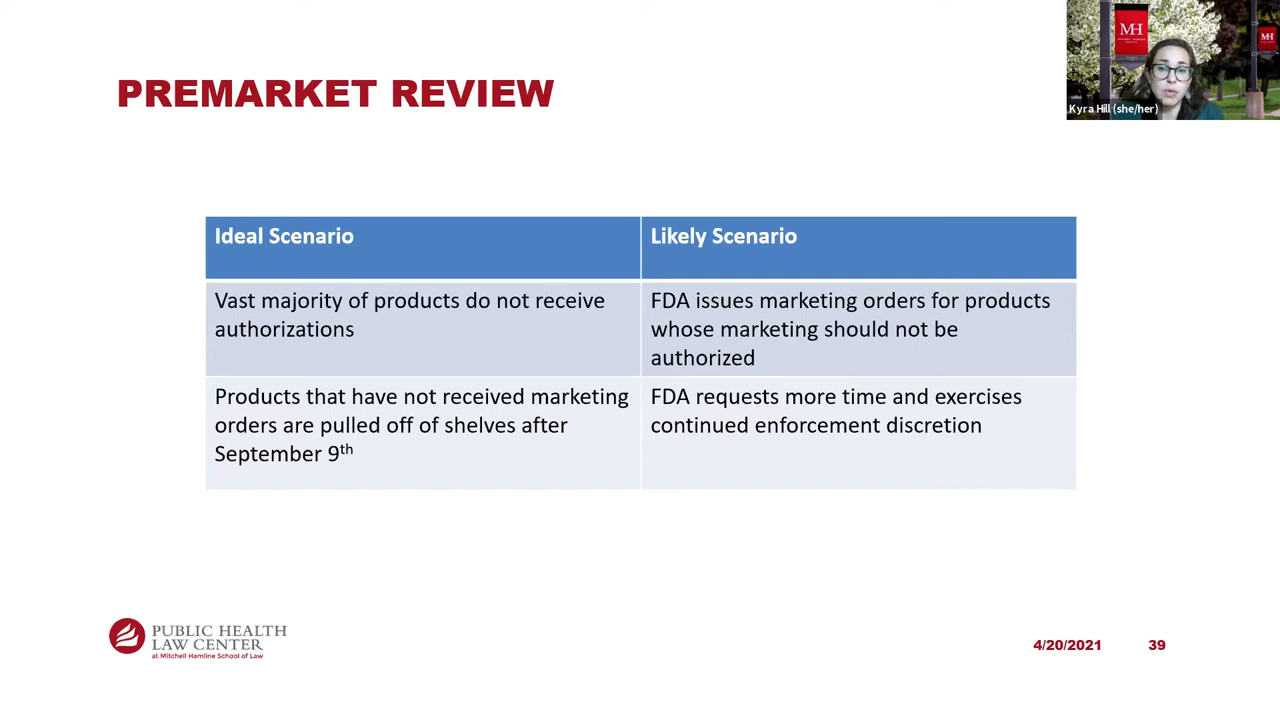 PREMARKET REVIEW
MH
MH
Kyra Hill (she/her)
Ideal Scenario
Likely Scenario
Vast majority of products do not receive
authorizations
FDA issues marketing orders for products
whose marketing should not be
authorized
Products that have not received marketing
orders are pulled off of shelves after
September 9th
FDA requests more time and exercises
continued enforcement discretion
PUBLIC HEALTH
LAW CENTER
at Mitchell Hamline School of Law
4/20/2021
39